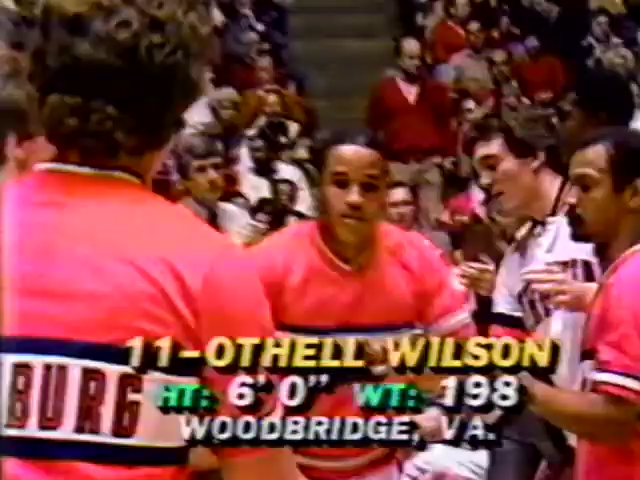 11-OTHELL WILSON
BURG HT: 6'0" WT: 198
WOODBRIDGE, VA.